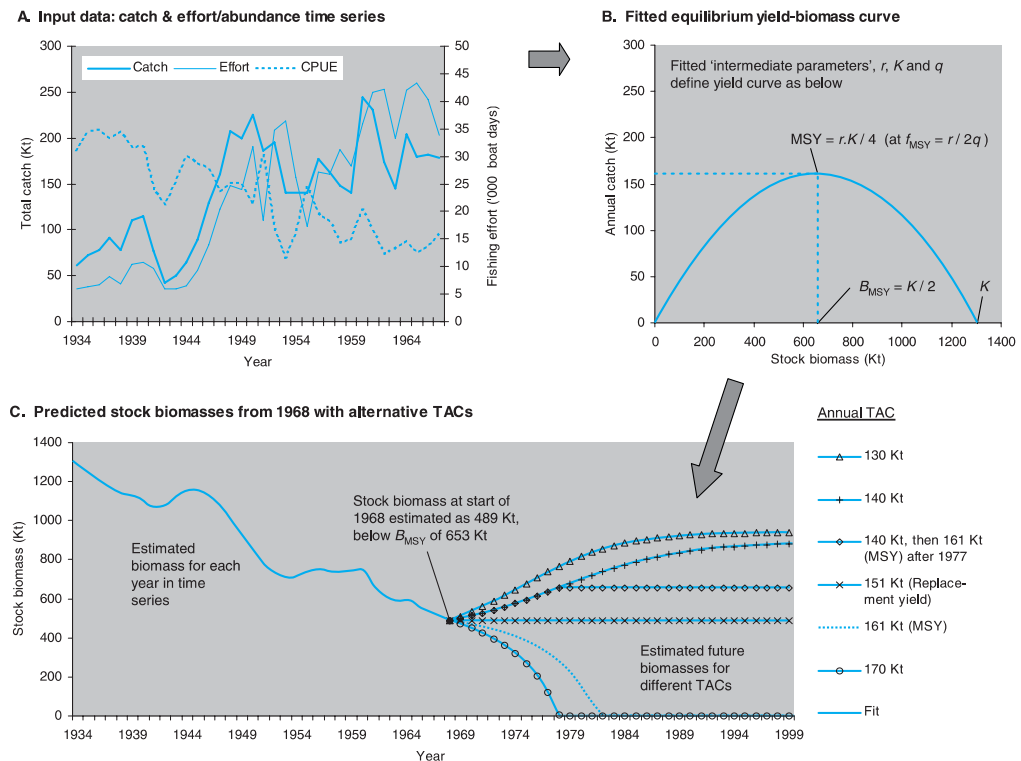 A. Input data: catch & effort/abundance time series
300
250
200
150
100
50
0
Total catch (Kt)
Catch
Effort
CPUE
50
45
40
35
30
25
20
15
10
5
0
Fishing effort ('000 boat days)
1934
1939
1944
1949
1954
1959
1964
Year
B. Fitted equilibrium yield-biomass curve
300
250
200
150
100
50
0
Annual catch (Kt)
Fitted 'intermediate parameters', r, K and q
define yield curve as below
MSY = r.K / 4 (at fMSY = r / 2q )
BMSY = K / 2
K
0
200
400
600
800
1000
1200
1400
Stock biomass (Kt)
C. Predicted stock biomasses from 1968 with alternative TACs
1400
1200
1000
800
600
400
200
0
Stock biomass (Kt)
Estimated
biomass for each
year in time
series
Stock biomass at start of
1968 estimated as 489 Kt,
below BMSY of 653 Kt
Estimated future
biomasses for
different TACs
1934
1939
1944
1949
1954
1959
1964
1969
1974
1979
1984
1989
1994
1999
Year
Annual TAC
130 Kt
140 Kt
140 Kt, then 161 Kt
(MSY) after 1977
151 Kt (Replace-
ment yield)
161 Kt (MSY)
170 Kt
Fit